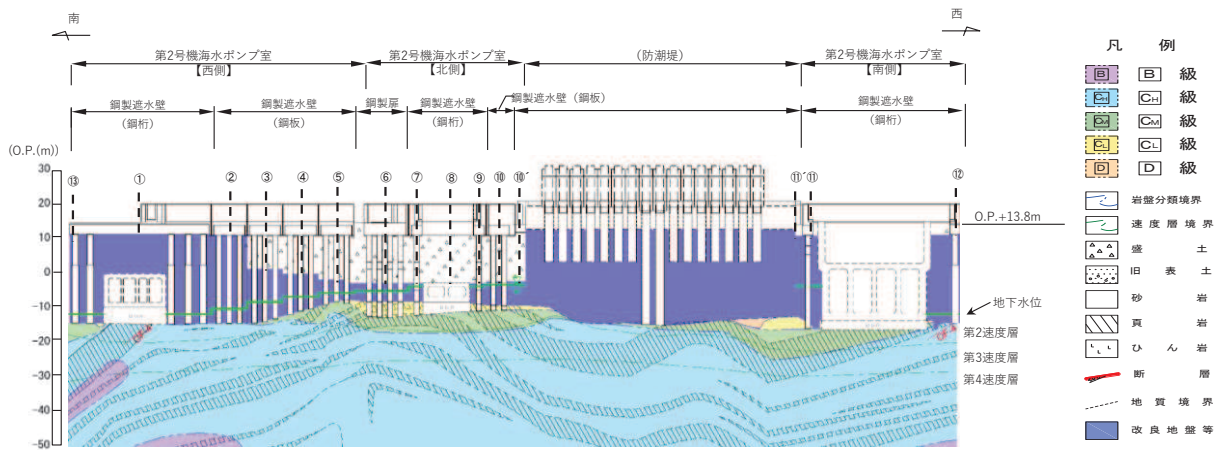 南
西
第2号機海水ポンプ室
【西側】
第2号機海水ポンプ室
【北側】
(防潮堤)
第2号機海水ポンプ室
【南側】
鋼製遮水壁
(鋼桁)
鋼製遮水壁
(鋼板)
鋼製扉
鋼製遮水壁
(鋼桁)
鋼製遮水壁(鋼板)
鋼製遮水壁
(鋼桁)
(O.P.(m))
30
20
10
0
-10
-20
-30
-40
-50
⑬ ① ② ③ ④ ⑤ ⑥ ⑦ ⑧ ⑨ ⑩ ⑩' ⑪' ⑪ ⑫
O.P.+13.8m
地下水位
第2速度層
第3速度層
第4速度層
凡 例
B B 級
CH CH 級
CM CM 級
CL CL 級
D D 級
岩盤分類境界
速度層境界
盛 土
旧表土
砂 岩
頁 岩
ひん岩
断 層
地質境界
改良地盤等